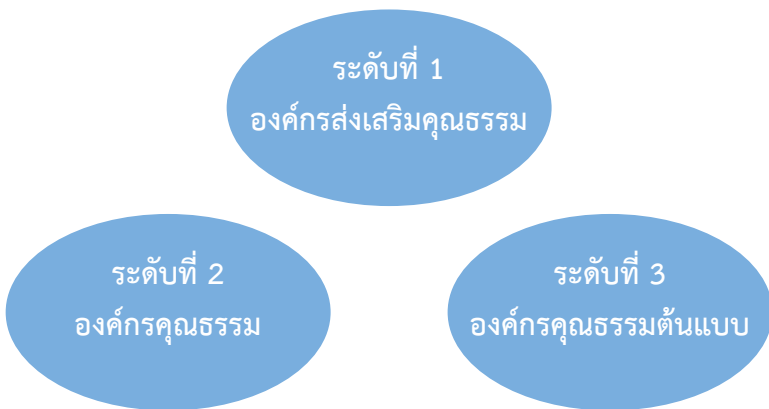 ระดับที่ 1
องค์กรส่งเสริมคุณธรรม
ระดับที่ 2
องค์กรคุณธรรม
ระดับที่ 3
องค์กรคุณธรรมต้นแบบ